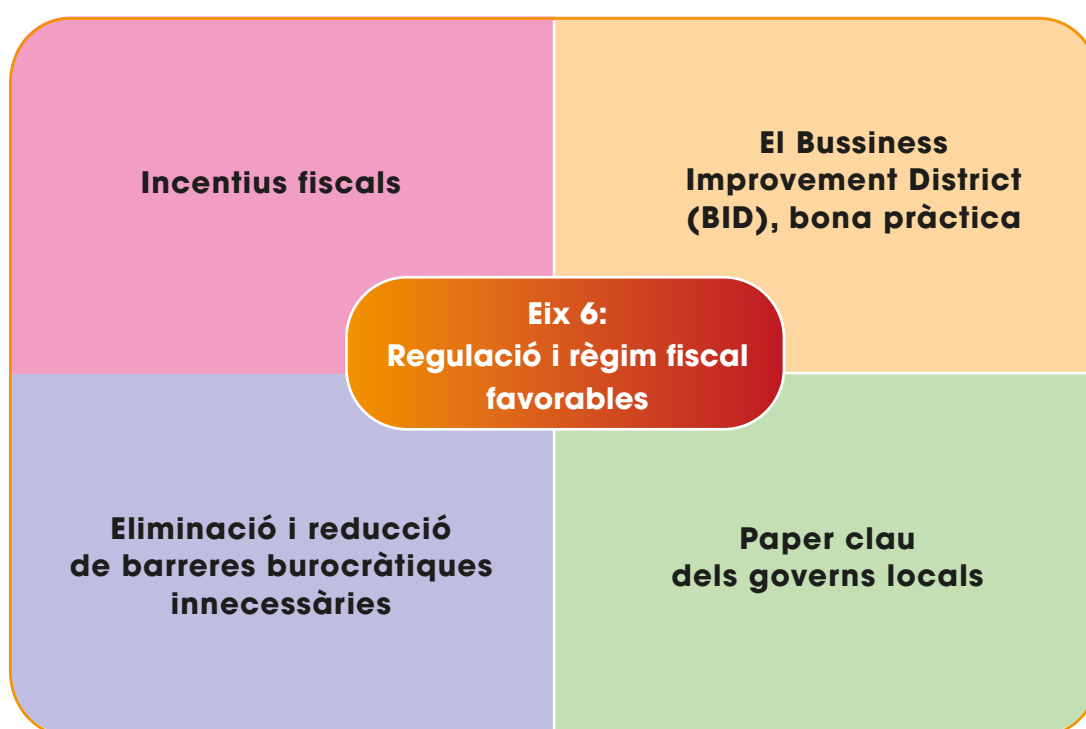 Incentius fiscals
El Bussiness
Improvement District
(BID), bona pràctica
Eix 6:
Regulació i règim fiscal
favorables
Eliminació i reducció
de barreres burocràtiques
innecessàries
Paper clau
dels governs locals